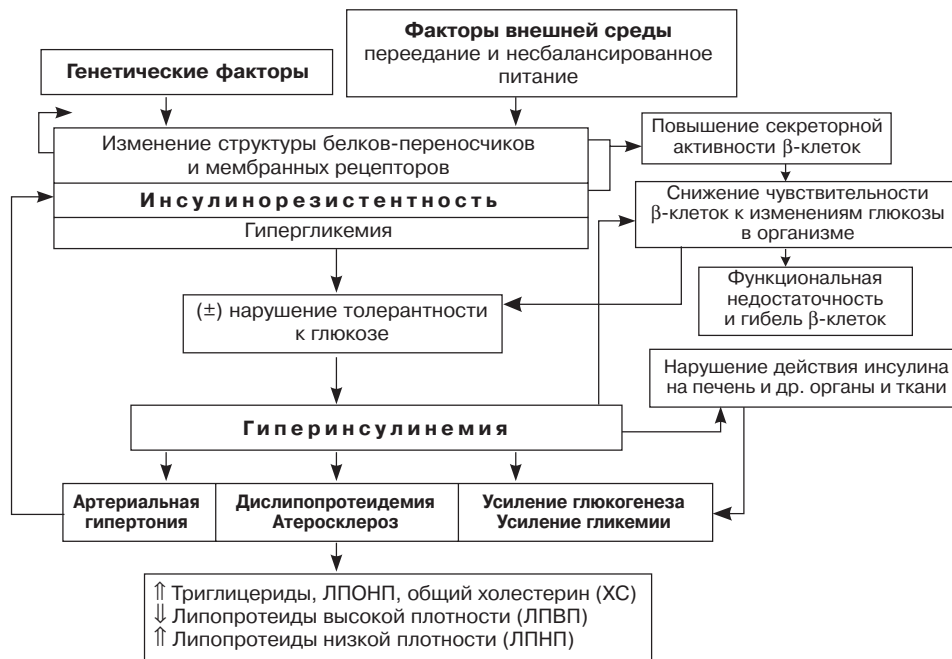 Факторы внешней среды
переедание и несбалансированное
питание
Генетические факторы
Изменение структуры белков-переносчиков
и мембранных рецепторов
Инсулинорезистентность
Гипергликемия
Повышение секреторной
активности β-клеток
Снижение чувствительности
β-клеток к изменениям глюкозы
в организме
Функциональная
недостаточность
и гибель β-клеток
(±) нарушение толерантности
к глюкозе
Нарушение действия инсулина
на печень и др. органы и ткани
Гиперинсулинемия
Артериальная
гипертония
Дислипопротеидемия
Атеросклероз
Усиление глюкогенеза
Усиление гликемии
⇑ Триглицериды, ЛПОНП, общий холестерин (ХС)
⇓ Липопротеиды высокой плотности (ЛПВП)
⇑ Липопротеиды низкой плотности (ЛПНП)